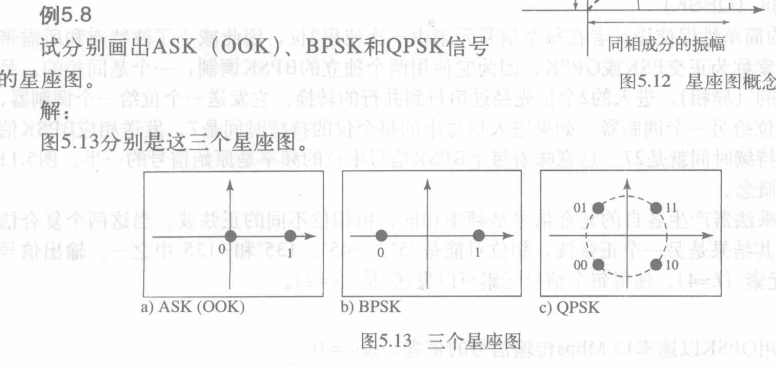 例5.8
试分别画出ASK（OOK）、BPSK和QPSK信号
的星座图。
解：
图5.13分别是这三个星座图。
同相成分的振幅
图5.12 星座图概念
0 1
a) ASK (OOK)
0 1
b) BPSK
01 11
00 10
c) QPSK
图5.13 三个星座图